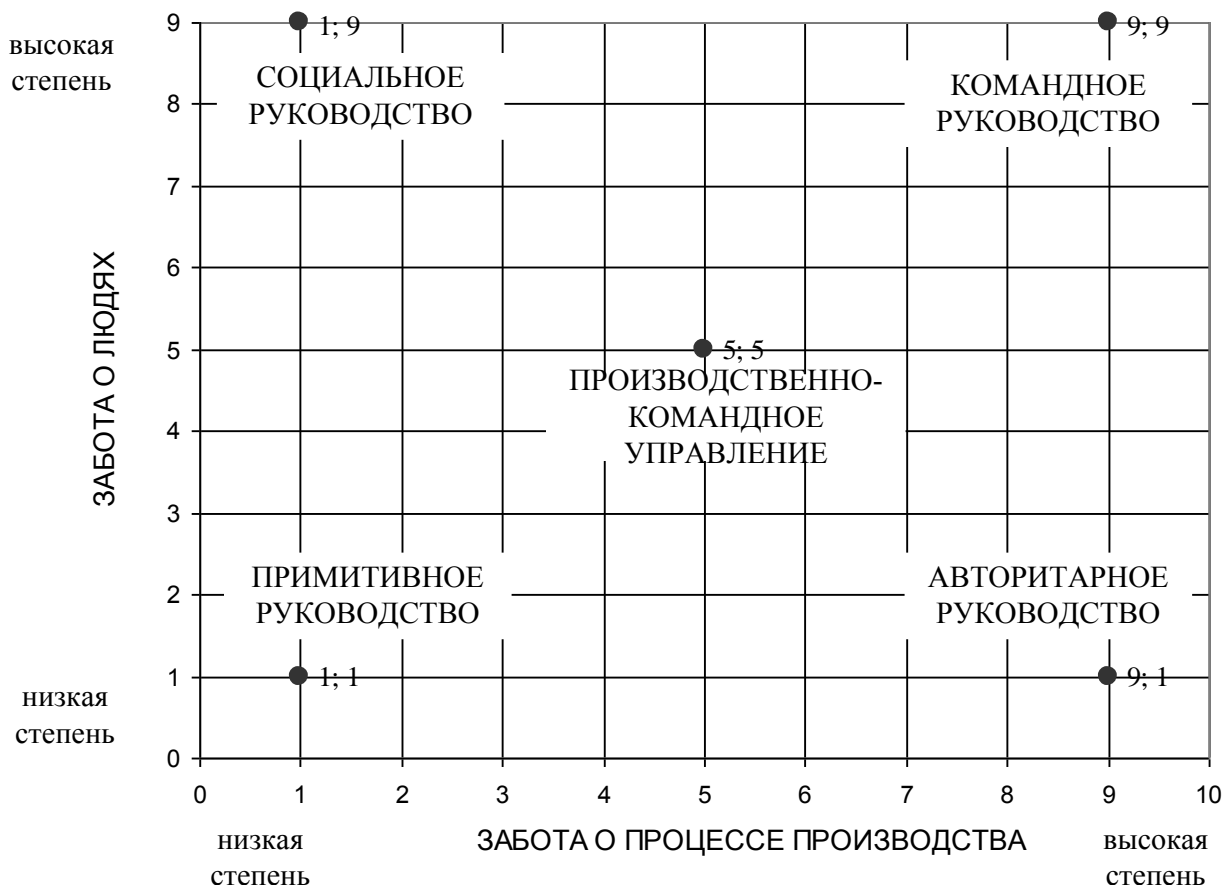 9
1; 9
9; 9
высокая
степень
СОЦИАЛЬНОЕ
РУКОВОДСТВО
КОМАНДНОЕ
РУКОВОДСТВО
8
7
6
ЗАБОТА О ЛЮДЯХ
5
5; 5
ПРОИЗВОДСТВЕННО-
КОМАНДНОЕ
УПРАВЛЕНИЕ
4
3
ПРИМИТИВНОЕ
РУКОВОДСТВО
АВТОРИТАРНОЕ
РУКОВОДСТВО
2
1
1; 1
9; 1
низкая
степень
0
0 1 2 3 4 5 6 7 8 9 10
низкая
степень
ЗАБОТА О ПРОЦЕССЕ ПРОИЗВОДСТВА
высокая
степень